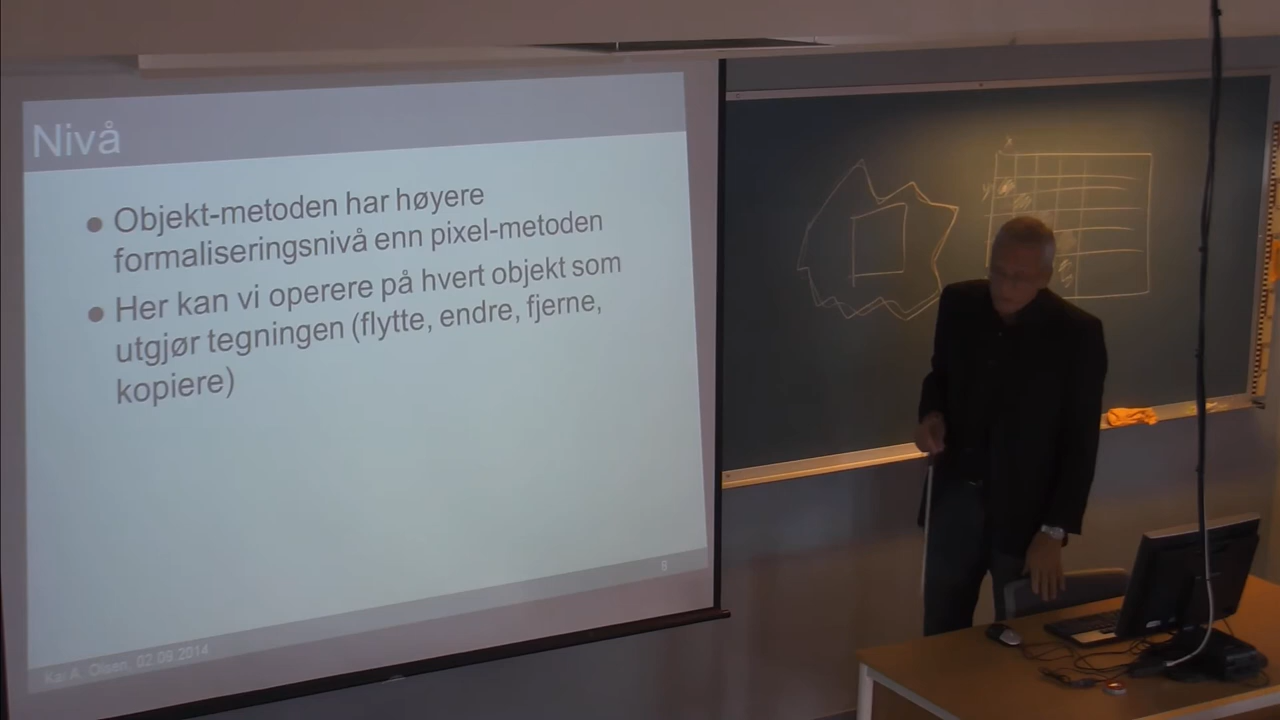 Nivå
● Objekt-metoden har høyere
formaliseringsnivå enn pixel-metoden
● Her kan vi operere på hvert objekt som
utgjør tegningen (flytte, endre, fjerne,
kopiere)
Kai A. Olsen, 02.09.2014